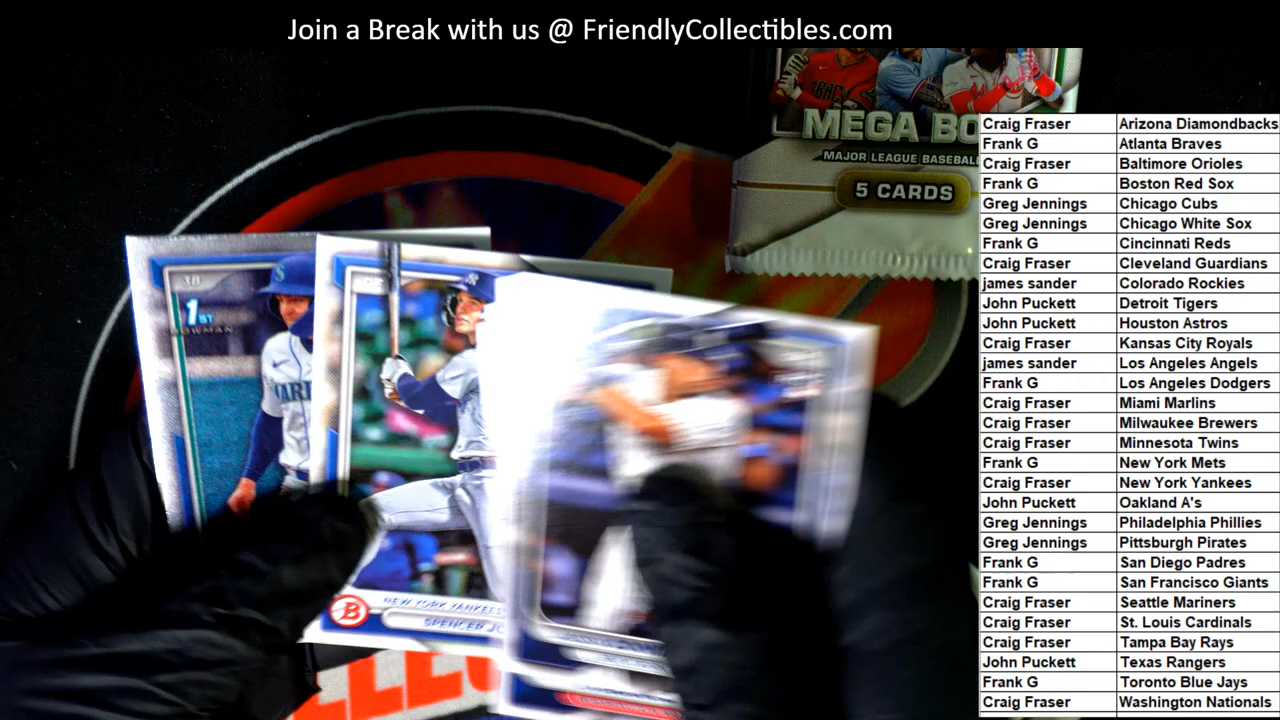 Join a Break with us @ FriendlyCollectibles.com
MEGA BO
MAJOR LEAGUE BASEBALL
5 CARDS
1ST
BOWMAN
B
NEW YORK YANKEES
SPENCER JO
Craig Fraser Arizona Diamondbacks
Frank G Atlanta Braves
Craig Fraser Baltimore Orioles
Frank G Boston Red Sox
Greg Jennings Chicago Cubs
Greg Jennings Chicago White Sox
Frank G Cincinnati Reds
Craig Fraser Cleveland Guardians
james sander Colorado Rockies
John Puckett Detroit Tigers
John Puckett Houston Astros
Craig Fraser Kansas City Royals
james sander Los Angeles Angels
Frank G Los Angeles Dodgers
Craig Fraser Miami Marlins
Craig Fraser Milwaukee Brewers
Craig Fraser Minnesota Twins
Frank G New York Mets
Craig Fraser New York Yankees
John Puckett Oakland A's
Greg Jennings Philadelphia Phillies
Greg Jennings Pittsburgh Pirates
Frank G San Diego Padres
Frank G San Francisco Giants
Craig Fraser Seattle Mariners
Craig Fraser St. Louis Cardinals
Craig Fraser Tampa Bay Rays
John Puckett Texas Rangers
Frank G Toronto Blue Jays
Craig Fraser Washington Nationals